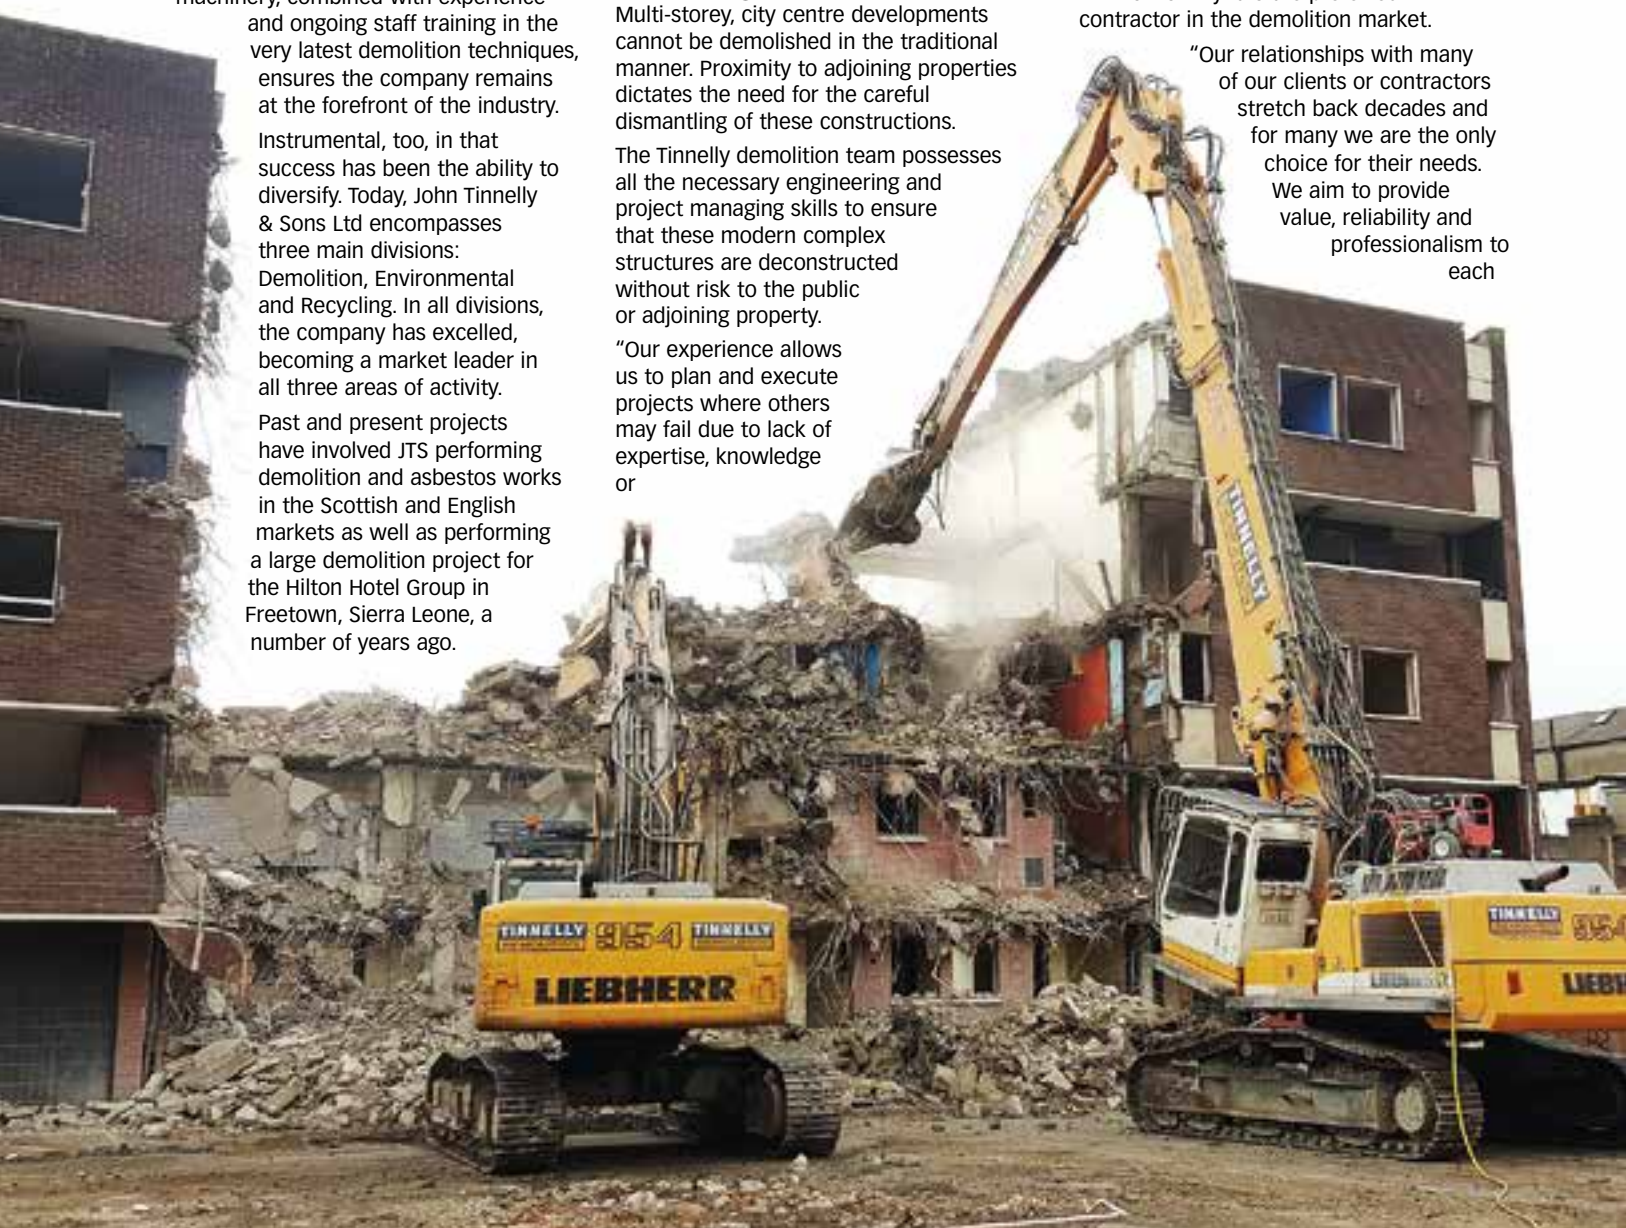 machinery, combined with experience
and ongoing staff training in the
very latest demolition techniques,
ensures the company remains
at the forefront of the industry.
Instrumental, too, in that
success has been the ability to
diversify. Today, John Tinnelly
& Sons Ltd encompasses
three main divisions:
Demolition, Environmental
and Recycling. In all divisions,
the company has excelled,
becoming a market leader in
all three areas of activity.
Past and present projects
have involved JTS performing
demolition and asbestos works
in the Scottish and English
markets as well as performing
a large demolition project for
the Hilton Hotel Group in
Freetown, Sierra Leone, a
number of years ago.
Multi-storey, city centre developments
cannot be demolished in the traditional
manner. Proximity to adjoining properties
dictates the need for the careful
dismantling of these constructions.
The Tinnelly demolition team possesses
all the necessary engineering and
project managing skills to ensure
that these modern complex
structures are deconstructed
without risk to the public
or adjoining property.
“Our experience allows
us to plan and execute
projects where others
may fail due to lack of
expertise, knowledge
or
contractor in the demolition market.
“Our relationships with many
of our clients or contractors
stretch back decades and
for many we are the only
choice for their needs.
We aim to provide
value, reliability and
professionalism to
each
TINNELLY
TINNELLY 954 TINNELLY
LIEBHERR
TINNELLY 954
LIEBHERR
LIEBH